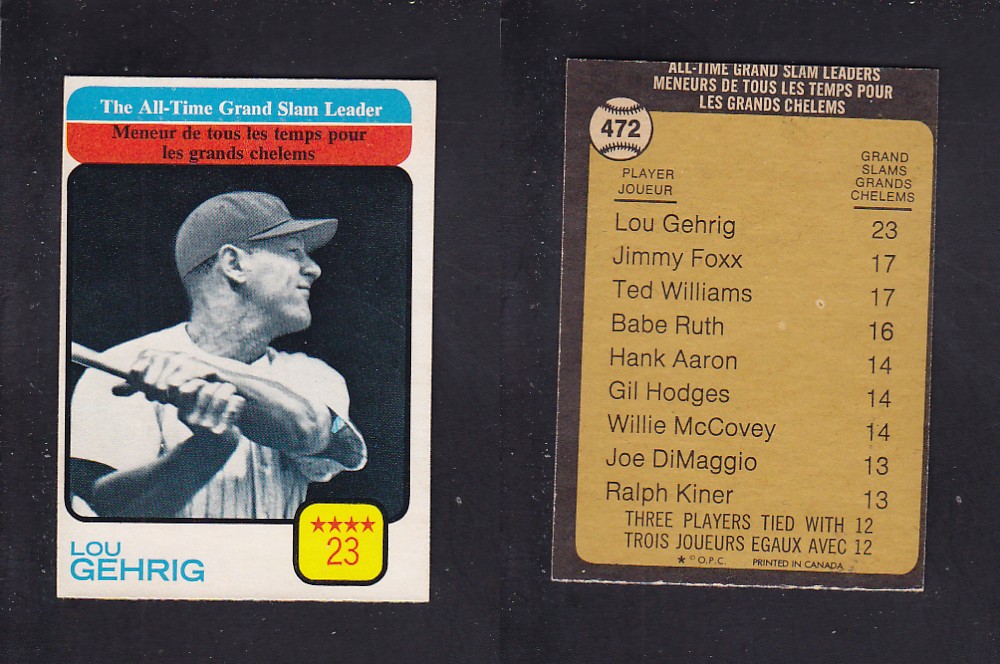 The All-Time Grand Slam Leader
Meneur de tous les temps pour
les grands chelems
★★★★
23
LOU
GEHRIG
ALL-TIME GRAND SLAM LEADERS
MENEURS DE TOUS LES TEMPS POUR
LES GRANDS CHELEMS
472
PLAYER
JOUEUR
GRAND
SLAMS
GRANDS
CHELEMS
Lou Gehrig 23
Jimmy Foxx 17
Ted Williams 17
Babe Ruth 16
Hank Aaron 14
Gil Hodges 14
Willie McCovey 14
Joe DiMaggio 13
Ralph Kiner 13
THREE PLAYERS TIED WITH 12
TROIS JOUEURS EGAUX AVEC 12
★ © O.P.C. PRINTED IN CANADA